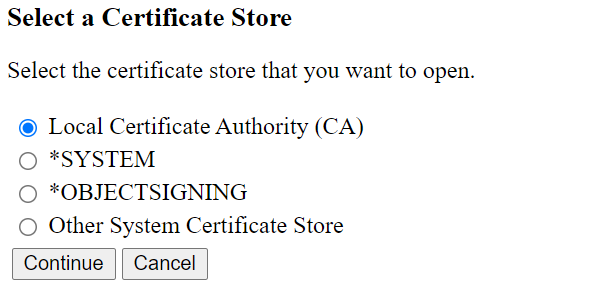 Select a Certificate Store
Select the certificate store that you want to open.
Local Certificate Authority (CA)
*SYSTEM
*OBJECTSIGNING
Other System Certificate Store
Continue Cancel